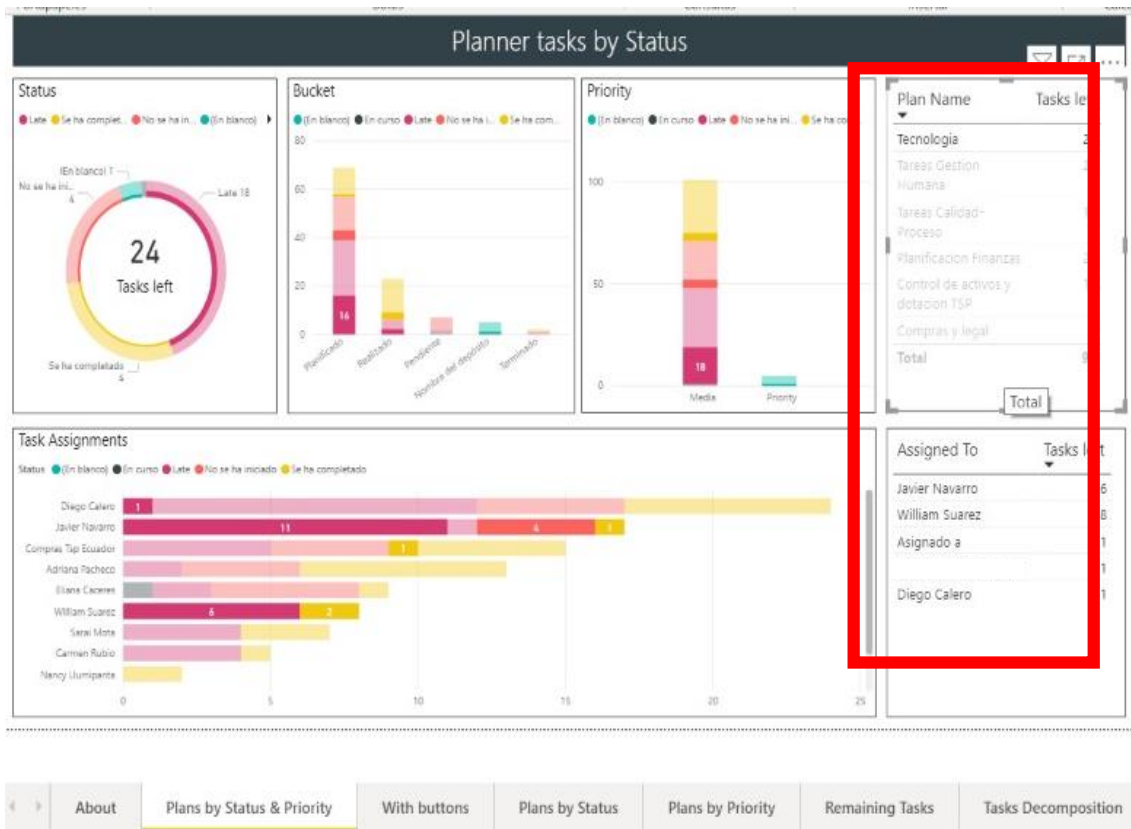 Planner tasks by Status
Status
Late Se ha complet... No se ha in... (En blanco)
(En blanco) 1
No se ha ini...
4
Late 18
24
Tasks left
Se ha completado
Bucket
(En blanco) En curso Late No se ha i... Se ha com...
80
60
40
20
0
16
Planificado Realizado Pendiente Nombre del depósito Terminado
Priority
(En blanco) En curso Late No se ha ini... Se ha co
100
50
0
18
Media Priority
Plan Name Tasks le
Tecnologia 2
Tareas Gestion
Humana
Tareas Calidad-
Proceso
Planificacion Finanzas
Control de activos y
dotacion TSP
Compras y legal
Total 9
Total
Task Assignments
Status (En blanco) En curso Late No se ha iniciado Se ha completado
Diego Calero 1
Javier Navarro 11 4 1
Compras Tsp Ecuador 1
Adriana Pacheco
Eliana Caceres
William Suarez 6 2
Sarai Mota
Carmen Rubio
Nancy Llumipanta
0 5 10 15 20 25
Assigned To Tasks l ft
Javier Navarro 6
William Suarez 8
Asignado a 1
1
Diego Calero 1
About Plans by Status & Priority With buttons Plans by Status Plans by Priority Remaining Tasks Tasks Decomposition